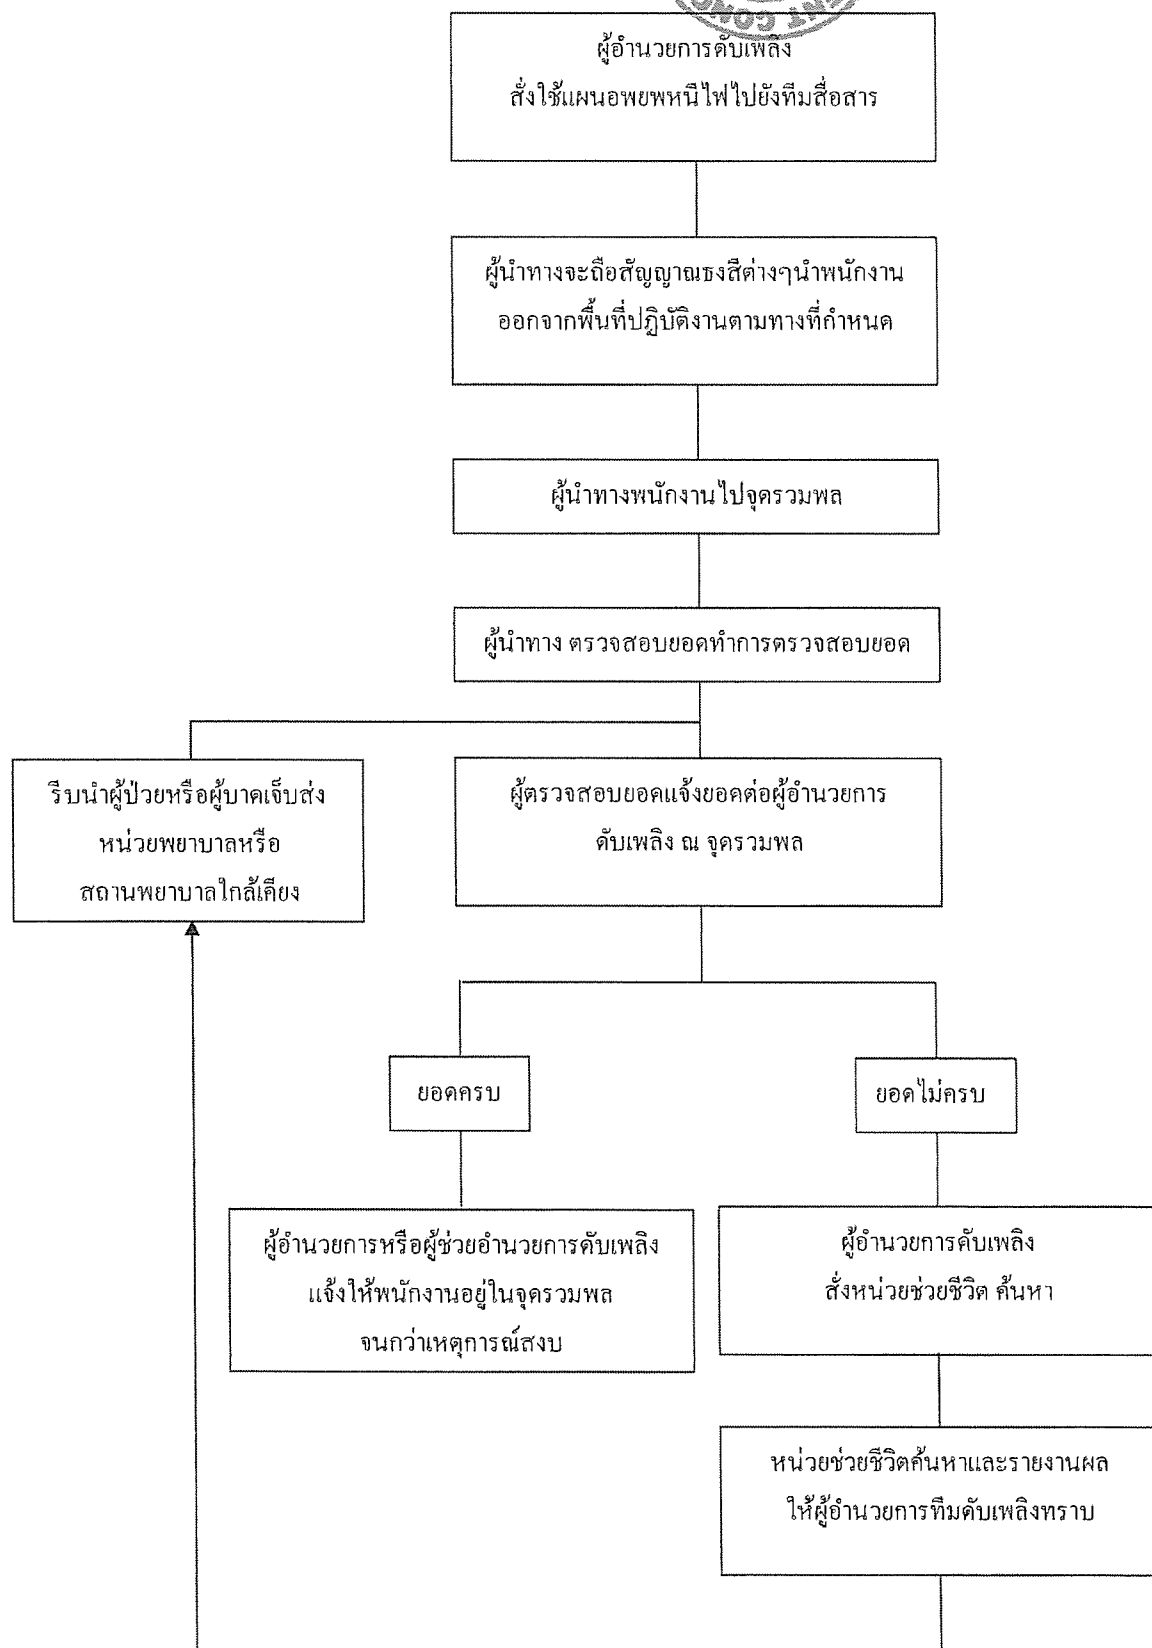 ผู้อำนวยการดับเพลิง
สั่งใช้แผนอพยพหนีไฟไปยังทีมสื่อสาร
ผู้นำทางจะถือสัญญาณธงสีต่างๆนำพนักงาน
ออกจากพื้นที่ปฏิบัติงานตามทางที่กำหนด
ผู้นำทางพนักงานไปจุดรวมพล
ผู้นำทาง ตรวจสอบยอดทำการตรวจสอบยอด
รีบนำผู้ป่วยหรือผู้บาดเจ็บส่ง
หน่วยพยาบาลหรือ
สถานพยาบาลใกล้เคียง
ผู้ตรวจสอบยอดแจ้งยอดต่อผู้อำนวยการ
ดับเพลิง ณ จุดรวมพล
ยอดครบ
ยอดไม่ครบ
ผู้อำนวยการหรือผู้ช่วยอำนวยการดับเพลิง
แจ้งให้พนักงานอยู่ในจุดรวมพล
จนกว่าเหตุการณ์สงบ
ผู้อำนวยการดับเพลิง
สั่งหน่วยช่วยชีวิต ค้นหา
หน่วยช่วยชีวิตค้นหาและรายงานผล
ให้ผู้อำนวยการทีมดับเพลิงทราบ